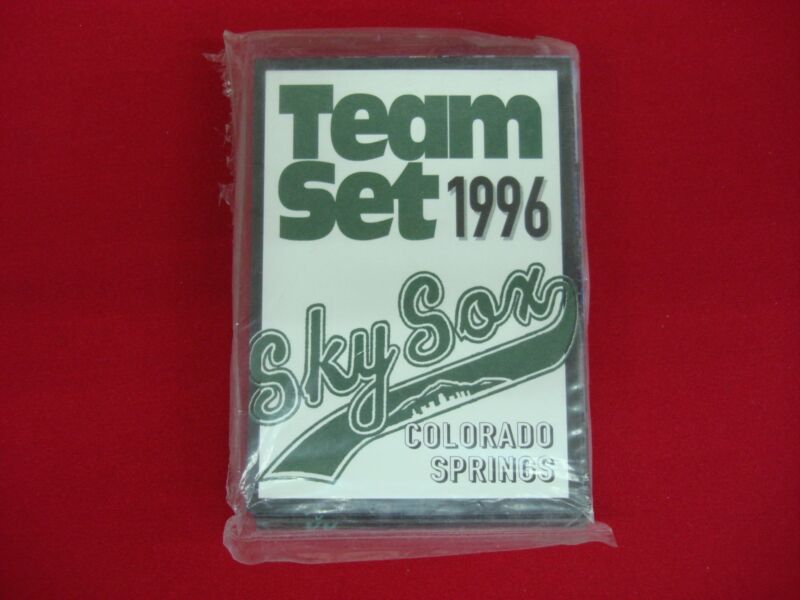 Team
Set 1996
Sky Sox
COLORADO
SPRINGS